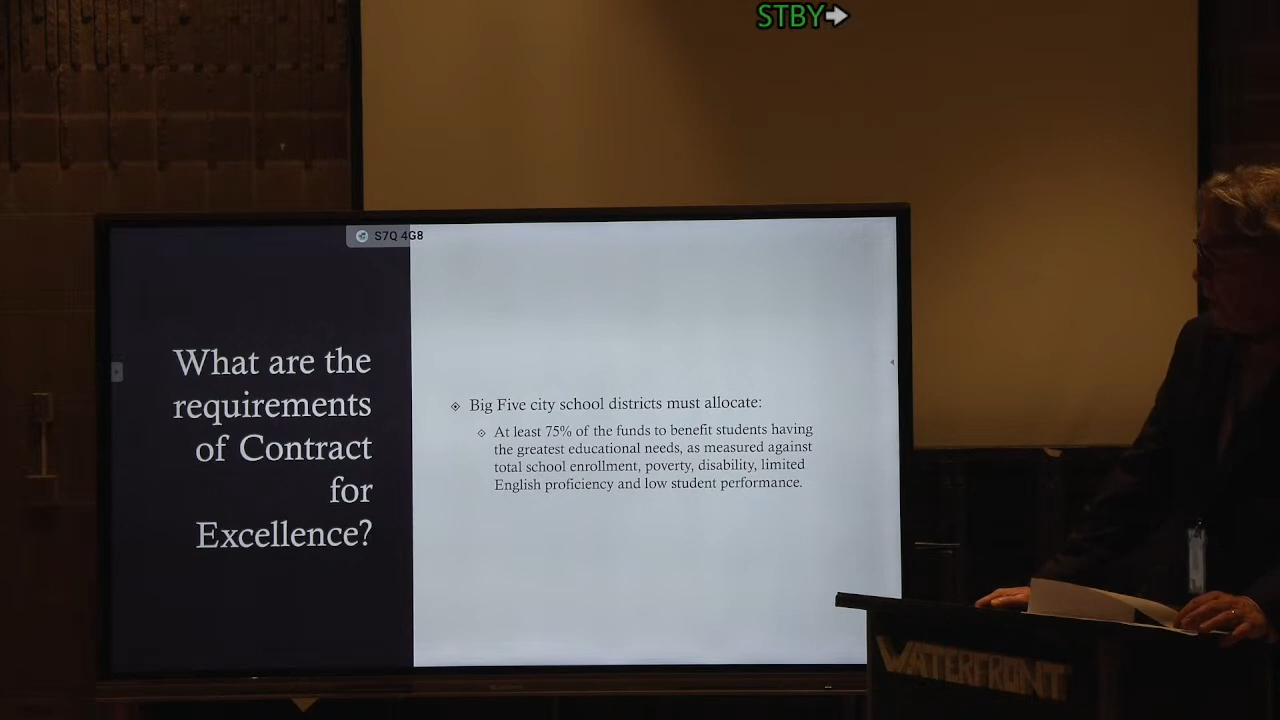 STBY
S7Q 4G8
What are the
requirements
of Contract
for
Excellence?
Big Five city school districts must allocate:
At least 75% of the funds to benefit students having
the greatest educational needs, as measured against
total school enrollment, poverty, disability, limited
English proficiency and low student performance.
WATERFRONT